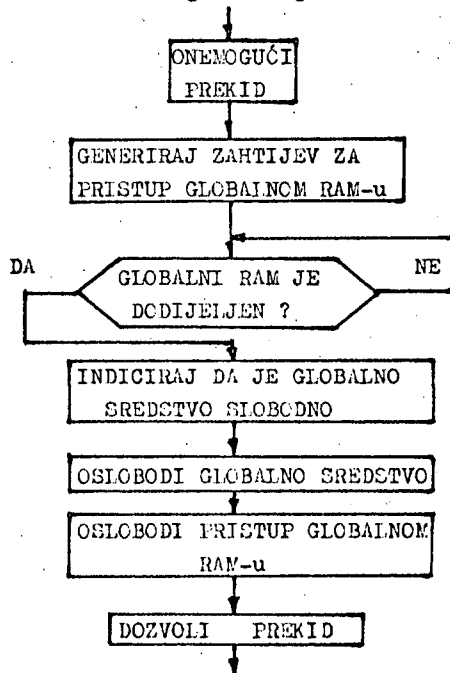 ONEMOGUĆI
PREKID
GENERIRAJ ZAHTIJEV ZA
PRISTUP GLOBALNOM RAM-u
DA
GLOBALNI RAM JE
NE
DODIJELJEN ?
INDICIRAJ DA JE GLOBALNO
SREDSTVO SLOBODNO
OSLOBODI GLOBALNO SREDSTVO
OSLOBODI PRISTUP GLOBALNOM
RAM-u
DOZVOLI PREKID